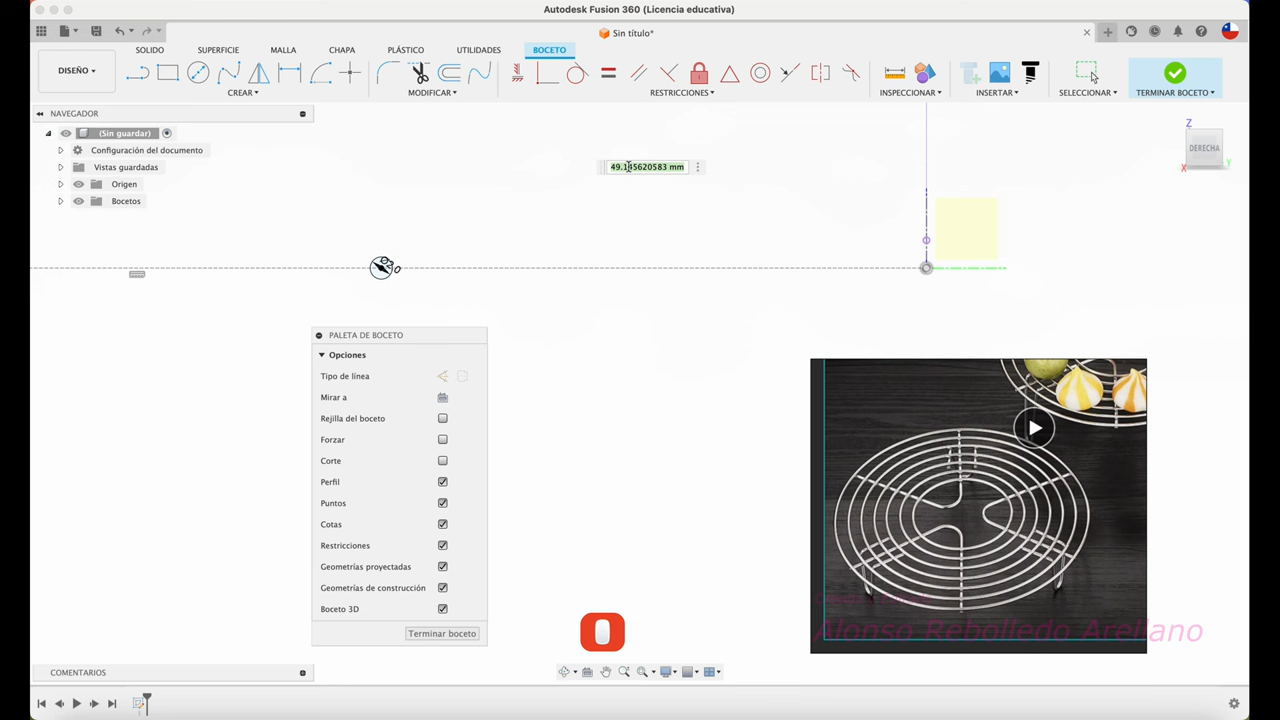 Autodesk Fusion 360 (Licencia educativa)
Sin título*
SOLIDO SUPERFICIE MALLA CHAPA PLÁSTICO UTILIDADES BOCETO
DISEÑO
CREAR MODIFICAR RESTRICCIONES INSPECCIONAR INSERTAR SELECCIONAR TERMINAR BOCETO
NAVEGADOR
(Sin guardar)
Configuración del documento
Vistas guardadas
Origen
Bocetos
49.145620583 mm
Z
DERECHA
X
Y
PALETA DE BOCETO
Opciones
Tipo de línea
Mirar a
Rejilla del boceto
Forzar
Corte
Perfil
Puntos
Cotas
Restricciones
Geometrías proyectadas
Geometrías de construcción
Boceto 3D
Terminar boceto
Alonso Rebolledo Arellano
COMENTARIOS